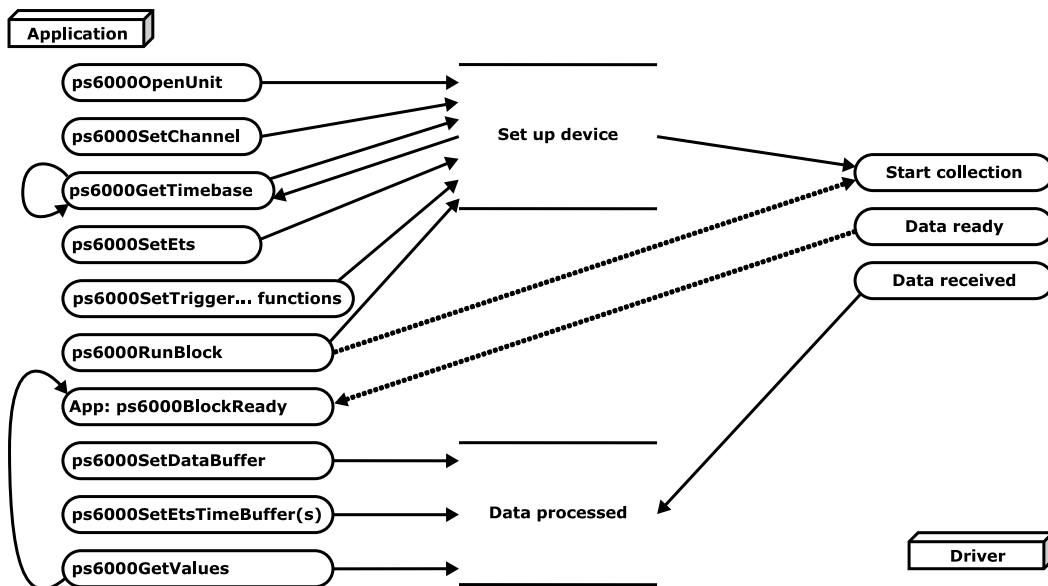 Application
ps6000OpenUnit
ps6000SetChannel
Set up device
ps6000GetTimebase
Start collection
ps6000SetEts
Data ready
ps6000SetTrigger... functions
Data received
ps6000RunBlock
App: ps6000BlockReady
ps6000SetDataBuffer
ps6000SetEtsTimeBuffer(s)
Data processed
ps6000GetValues
Driver